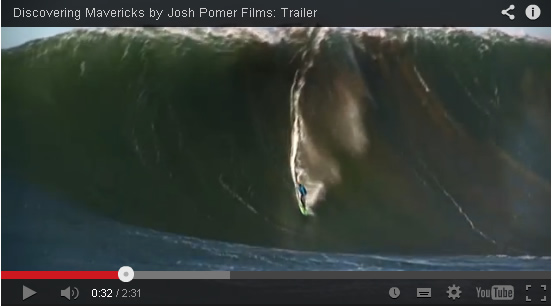 Discovering Mavericks by Josh Pomer Films: Trailer
0:32 / 2:31
YouTube